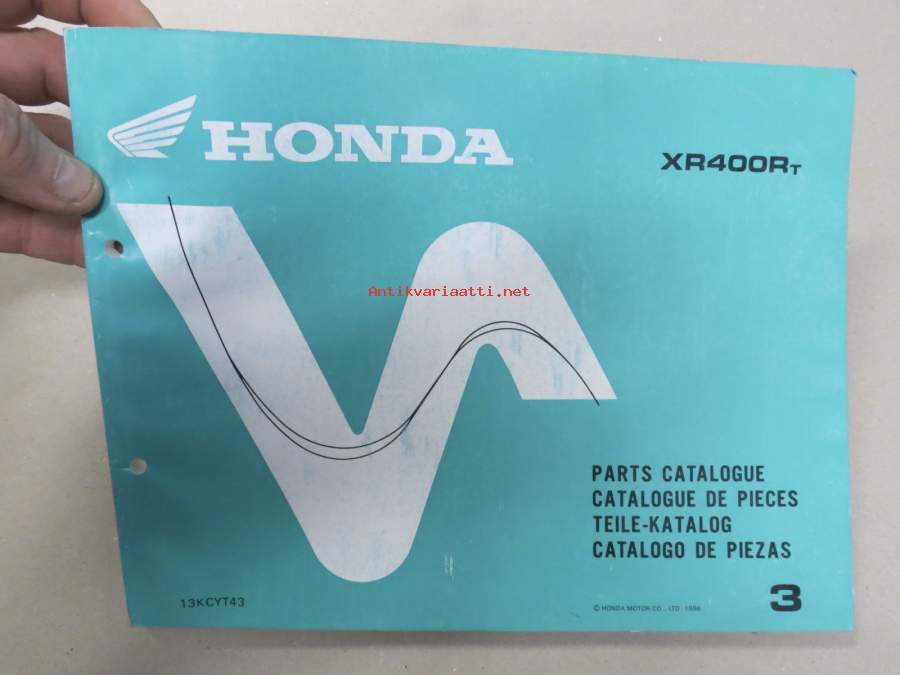 HONDA
XR400RT
Antikvariaatti.net
PARTS CATALOGUE
CATALOGUE DE PIECES
TEILE-KATALOG
CATALOGO DE PIEZAS
13KCYT43
© HONDA MOTOR CO., LTD. 1996
3